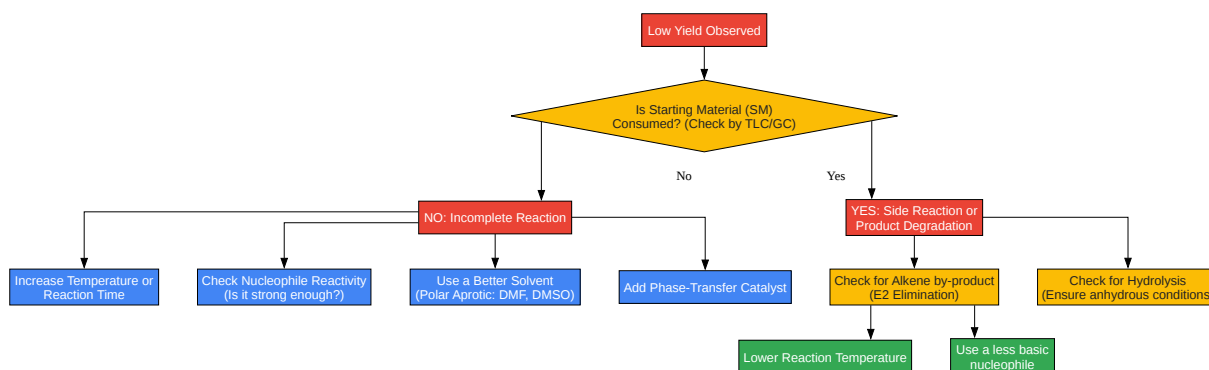 Low Yield Observed
Is Starting Material (SM)
Consumed? (Check by TLC/GC)
No
Yes
NO: Incomplete Reaction
YES: Side Reaction or
Product Degradation
Increase Temperature or
Reaction Time
Check Nucleophile Reactivity
(Is it strong enough?)
Use a Better Solvent
(Polar Aprotic: DMF, DMSO)
Add Phase-Transfer Catalyst
Check for Alkene by-product
(E2 Elimination)
Check for Hydrolysis
(Ensure anhydrous conditions
Lower Reaction Temperature
Use a less basic
nucleophile